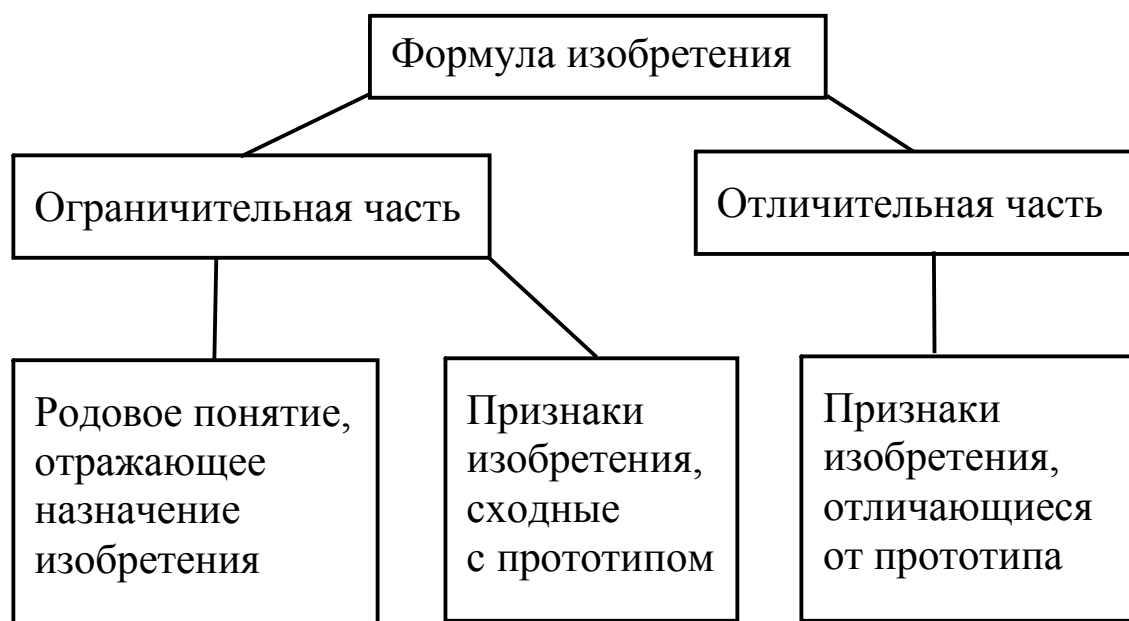 Формула изобретения
Ограничительная часть
Отличительная часть
Родовое понятие,
отражающее
назначение
изобретения
Признаки
изобретения,
сходные
с прототипом
Признаки
изобретения,
отличающиеся
от прототипа